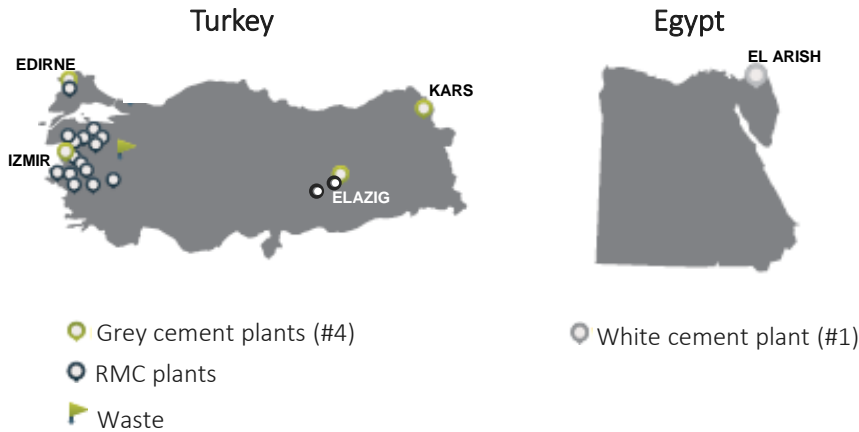 Turkey
Egypt
EDIRNE
EL ARISH
KARS
IZMIR
ELAZIG
Grey cement plants (#4)
White cement plant (#1)
RMC plants
Waste